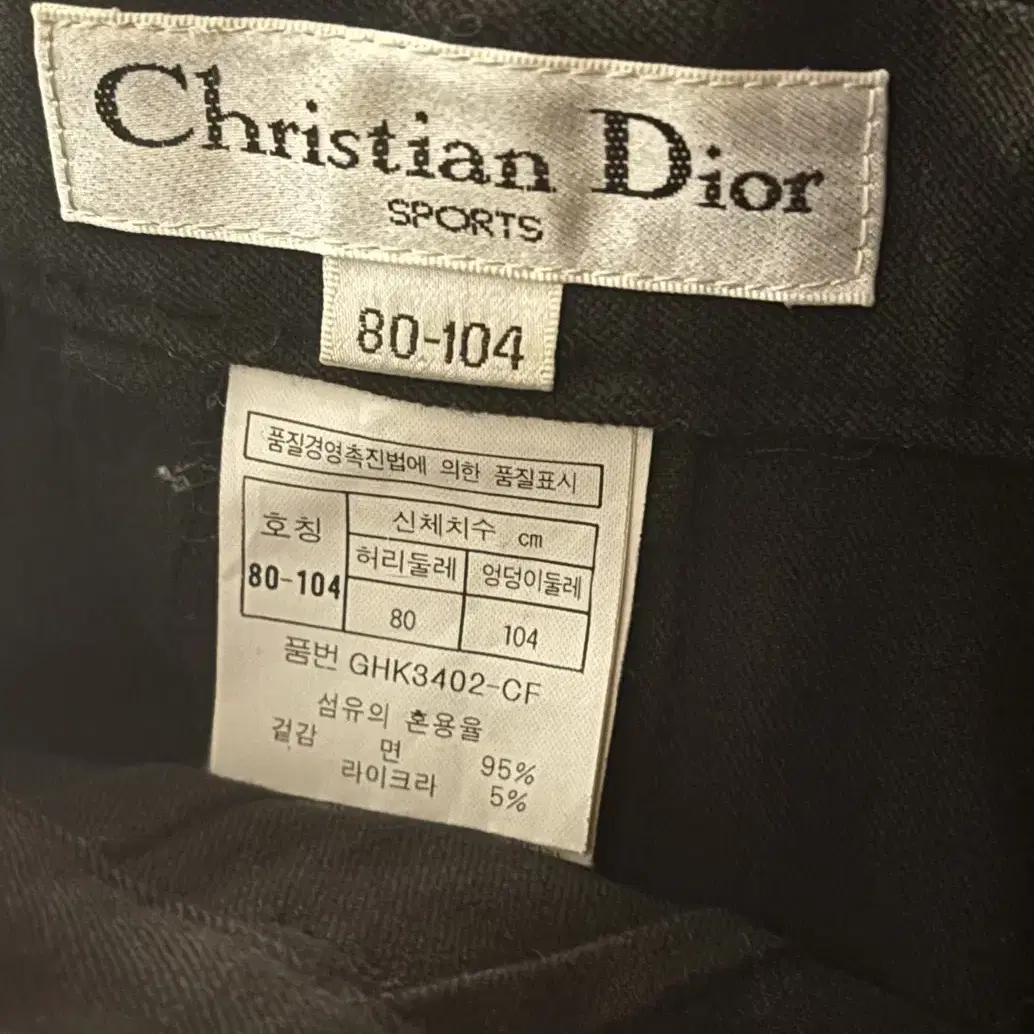 Christian Dior
SPORTS
80-104
품질경영촉진법에 의한 품질표시
호칭 신체치수 cm
허리둘레 엉덩이둘레
80-104 80 104
품번 GHK3402-CF
섬유의 혼용율
겉감 면 95%
라이크라 5%